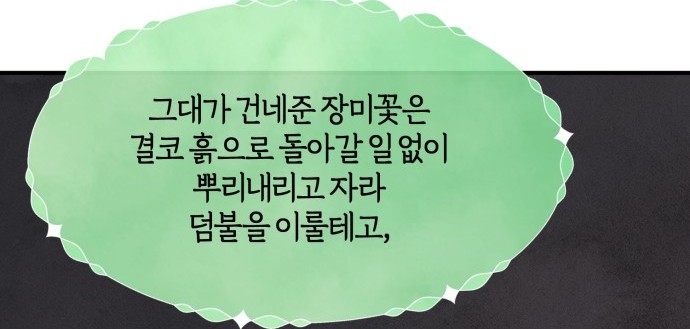 그대가 건네준 장미꽃은
결코 흙으로 돌아갈 일 없이
뿌리내리고 자라
덤불을 이룰테고,